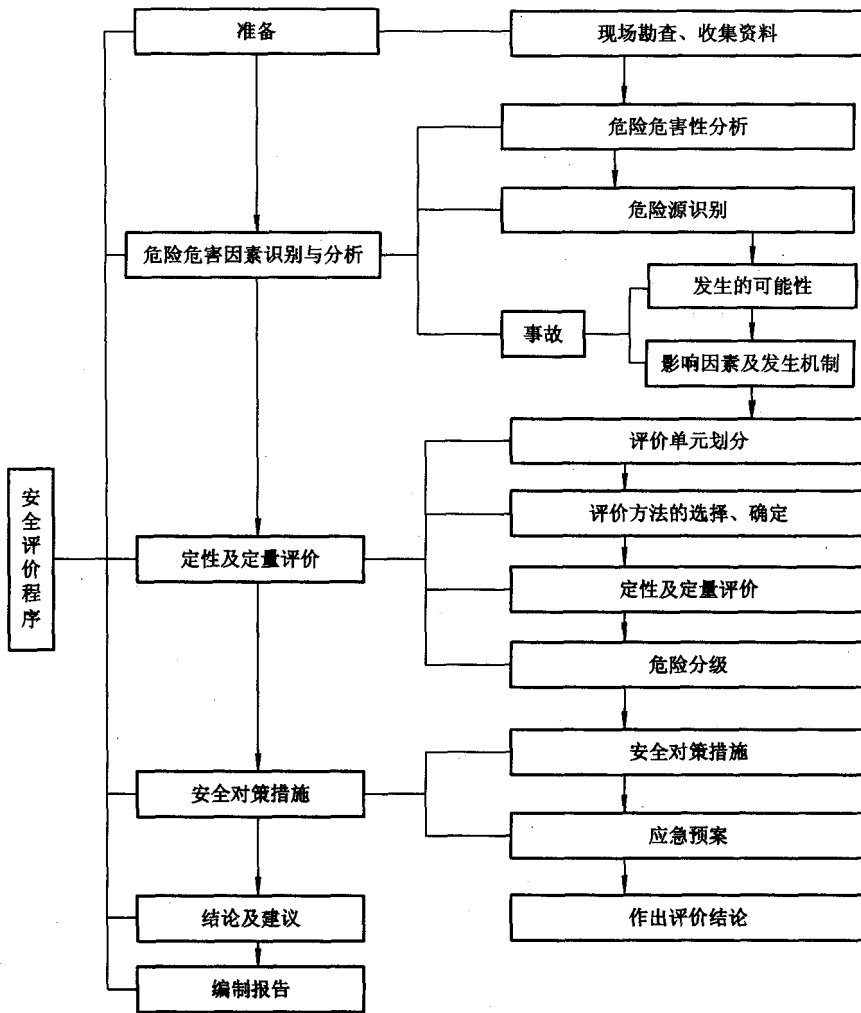 准备
现场勘查、收集资料
危险危害性分析
危险源识别
危险危害因素识别与分析
发生的可能性
事故
影响因素及发生机制
评价单元划分
安全评价程序
评价方法的选择、确定
定性及定量评价
定性及定量评价
危险分级
安全对策措施
安全对策措施
应急预案
结论及建议
作出评价结论
编制报告